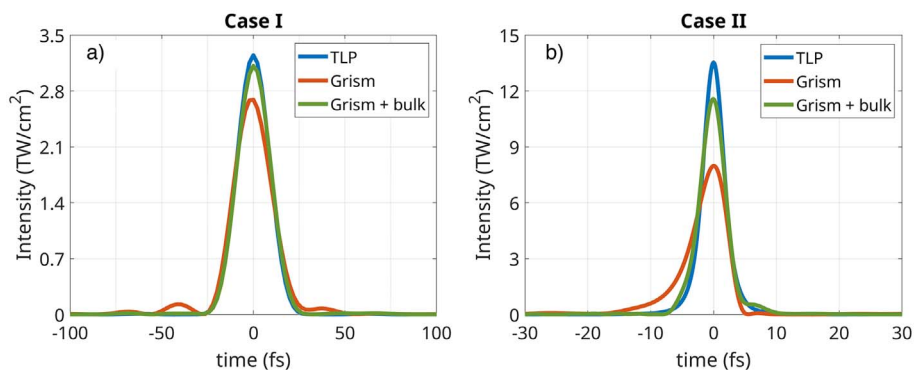 Case I
a)
TLP
Grism
Grism + bulk
Intensity (TW/cm²)
3.5
2.8
2.1
1.4
0.7
0
-100
-50
0
50
100
time (fs)
Case II
b)
TLP
Grism
Grism + bulk
Intensity (TW/cm²)
15
12
9
6
3
0
-30
-20
-10
0
10
20
30
time (fs)